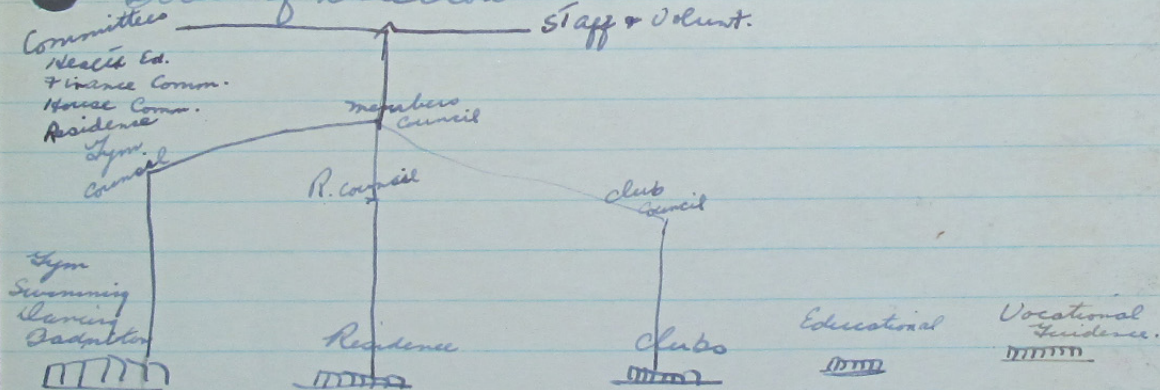 Committees
Staff & Volunt.
Health Ed.
Finance Comm.
House Comm.
Residence
members
Council
Gym.
Council
R. Council
Club
Council
Gym
Swimming
Dancing
Badminton
Residence
Clubs
Educational
Vocational
Guidence.